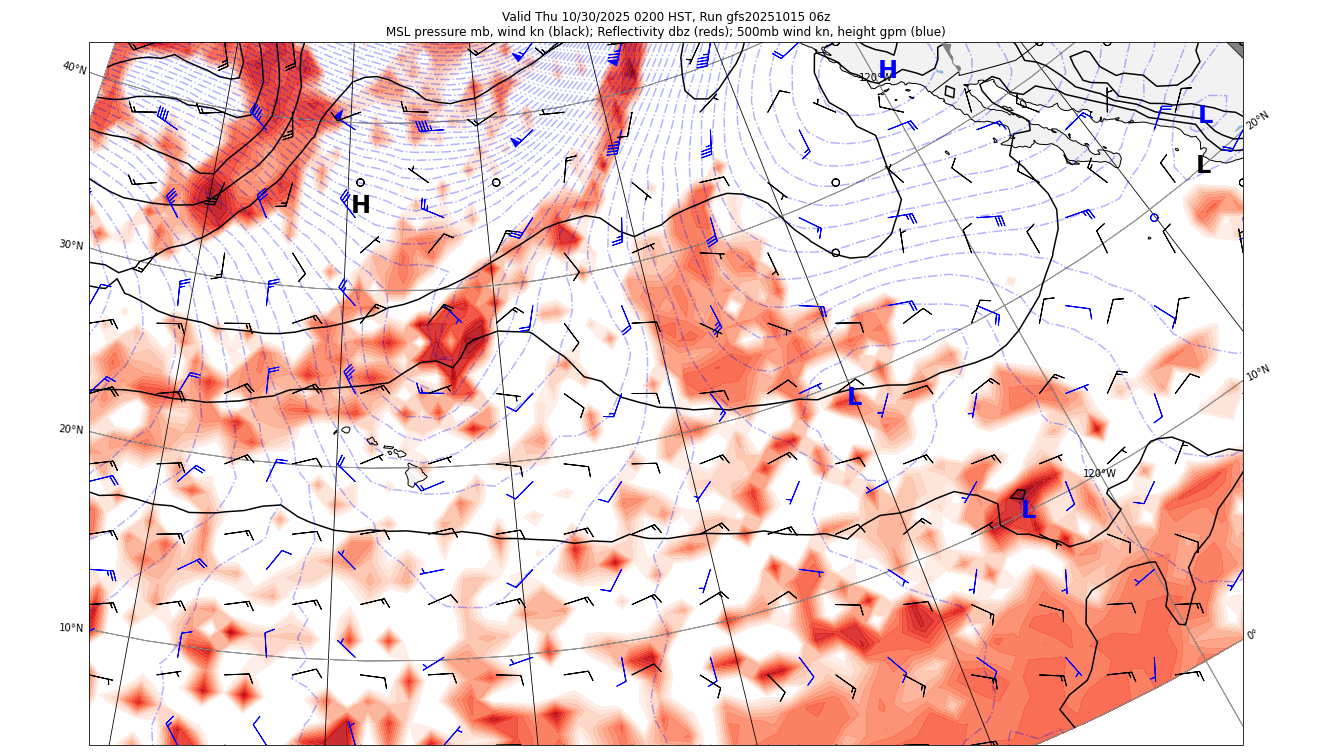 Valid Thu 10/30/2025 0200 HST, Run gfs20251015 06z
MSL pressure mb, wind kn (black); Reflectivity dbz (reds); 500mb wind kn, height gpm (blue)
40°N
H
120°W
L
20°N
L
H
30°N
10°N
L
20°N
120°W
L
10°N
0°